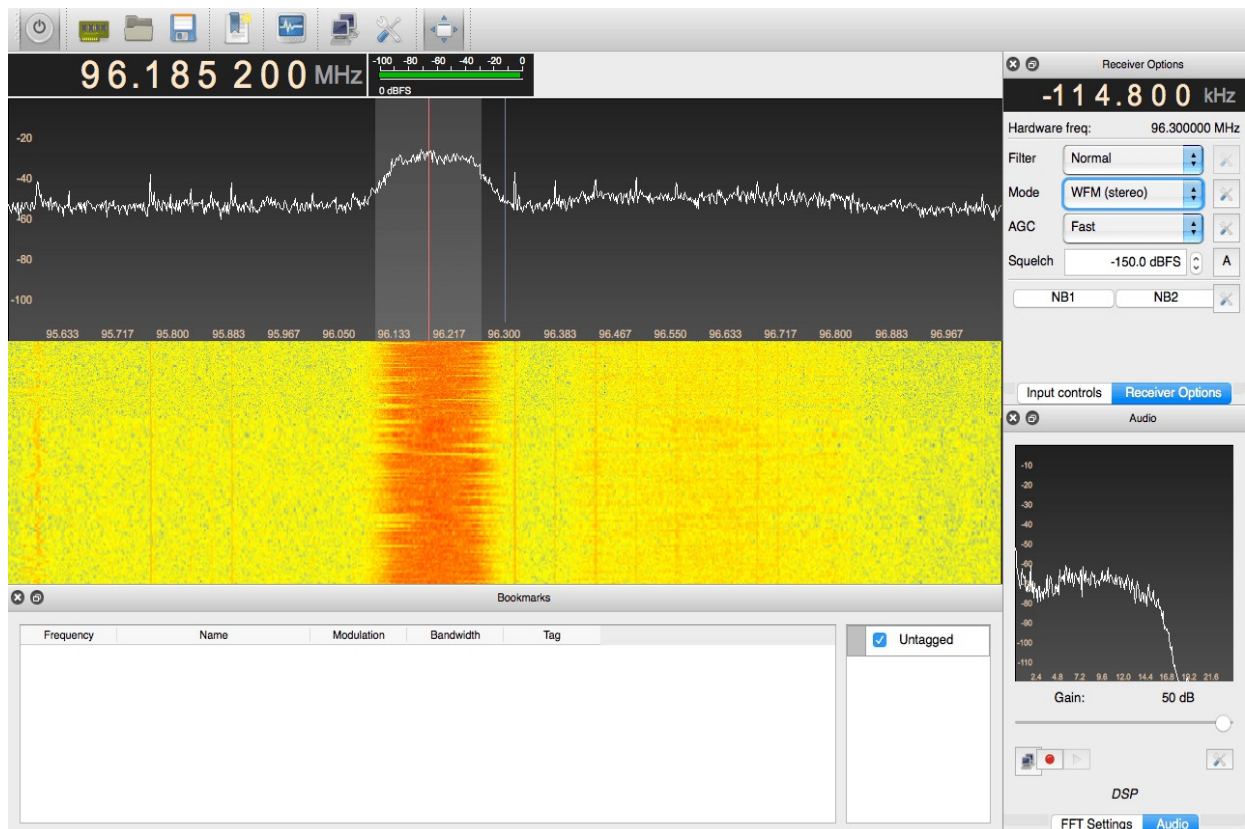 96.185 200 MHz
-100 -80 -60 -40 -20 0
0 dBFS
-20
-40
-60
-80
-100
95.633 95.717 95.800 95.883 95.967 96.050 96.133 96.217 96.300 96.383 96.467 96.550 96.633 96.717 96.800 96.883 96.967
Bookmarks
Frequency Name Modulation Bandwidth Tag
Untagged
Receiver Options
-114.800 kHz
Hardware freq: 96.300000 MHz
Filter Normal
Mode WFM (stereo)
AGC Fast
Squelch -150.0 dBFS A
NB1 NB2
Input controls Receiver Options
Audio
-10
-20
-30
-40
-50
-60
-70
-80
-90
-100
-110
2.4 4.8 7.2 9.6 12.0 14.4 16.8 19.2 21.6
Gain: 50 dB
DSP
FFT Settings Audio